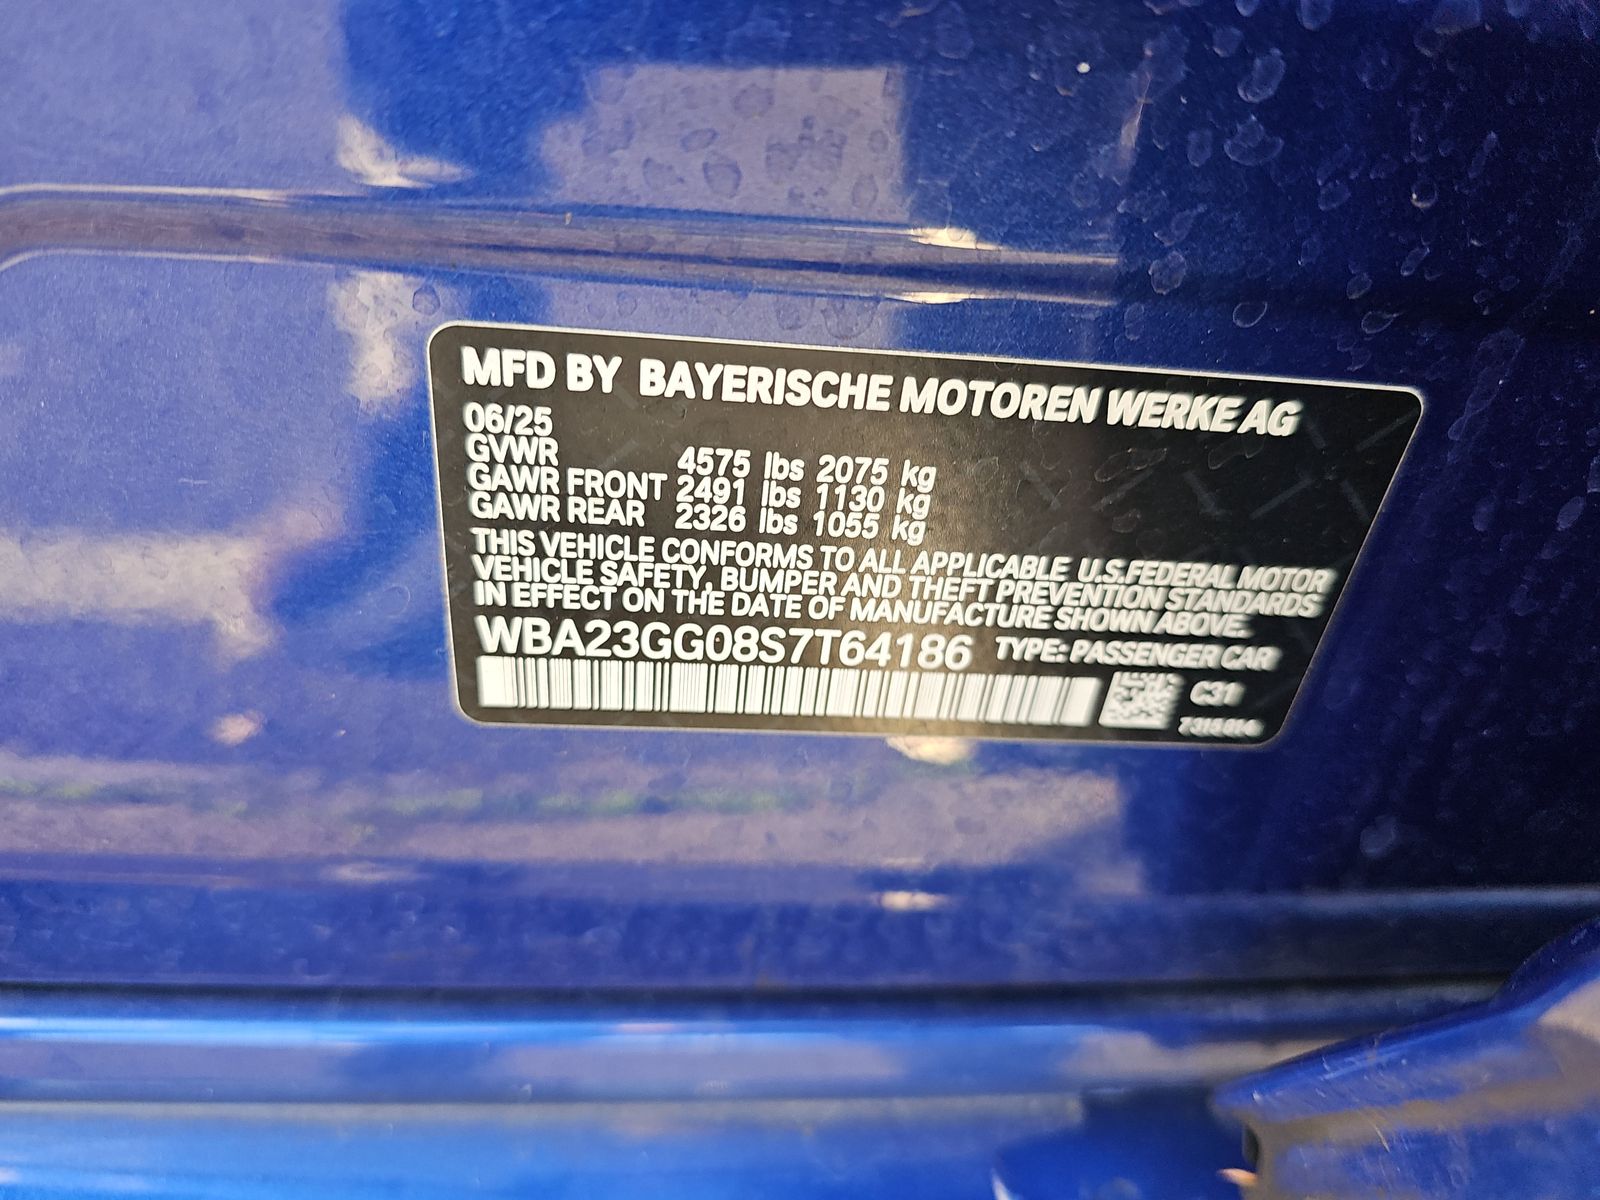 MFD BY BAYERISCHE MOTOREN WERKE AG
06/25
GVWR 4575 lbs 2075 kg
GAWR FRONT 2491 lbs 1130 kg
GAWR REAR 2326 lbs 1055 kg
THIS VEHICLE CONFORMS TO ALL APPLICABLE U.S.FEDERAL MOTOR
VEHICLE SAFETY, BUMPER AND THEFT PREVENTION STANDARDS
IN EFFECT ON THE DATE OF MANUFACTURE SHOWN ABOVE.
WBA23GG08S7T64186 TYPE: PASSENGER CAR
C31